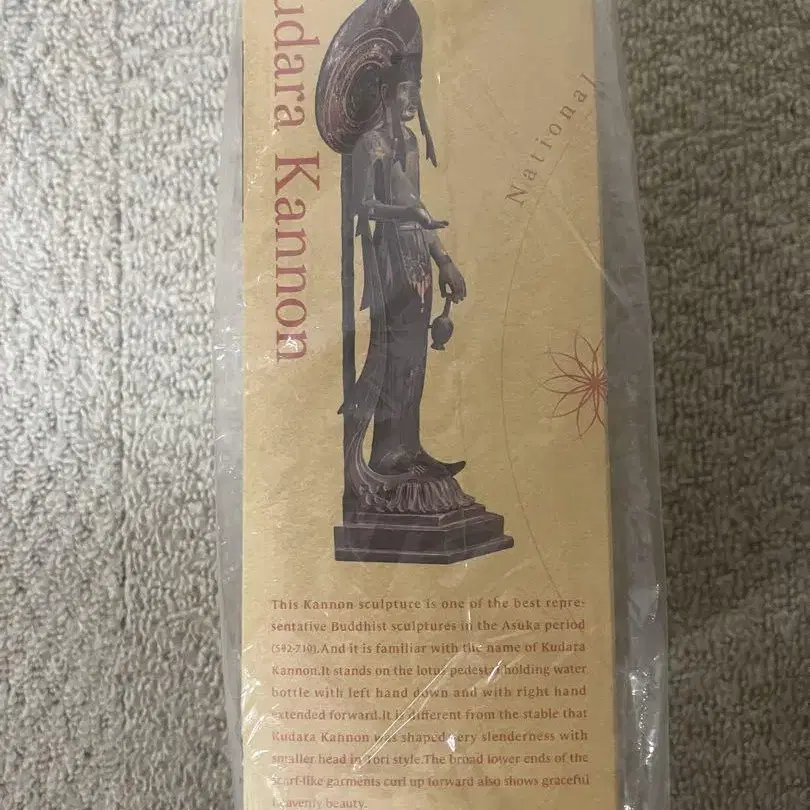 udara Kannon
National
This Kannon sculpture is one of the best repre-
sentative Buddhist sculptures in the Asuka period
(592-710).And it is familiar with the name of Kudara
Kannon.It stands on the lotus pedestal holding water
bottle with left hand down and with right hand
extended forward.It is different from the stable that
Kudara Kannon was shaped very slenderness with
smaller head in Tori style.The broad lower ends of the
scarf-like garments curl up forward also shows graceful
heavenly beauty.